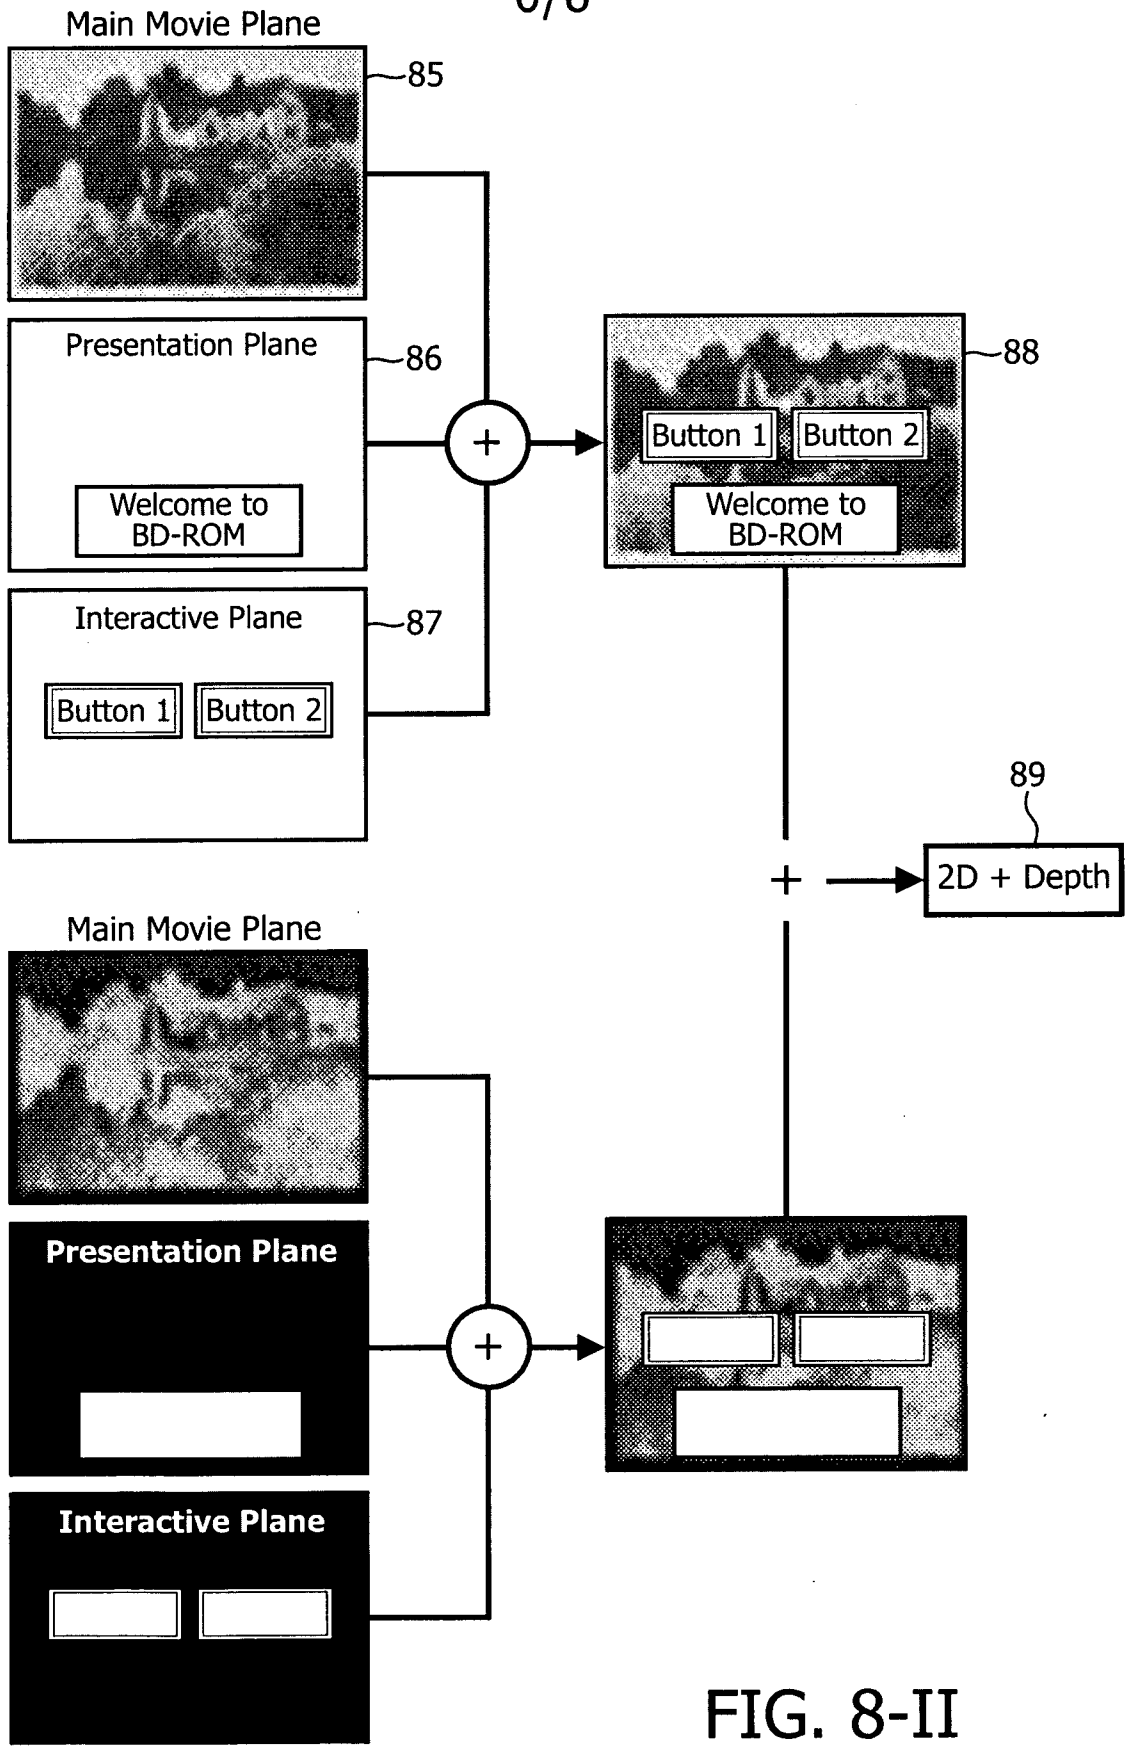 Main Movie Plane
85
Presentation Plane
86
Welcome to
BD-ROM
Interactive Plane
87
Button 1
Button 2
+
88
Button 1
Button 2
Welcome to
BD-ROM
89
+
2D + Depth
Main Movie Plane
Presentation Plane
Interactive Plane
+
FIG. 8-II